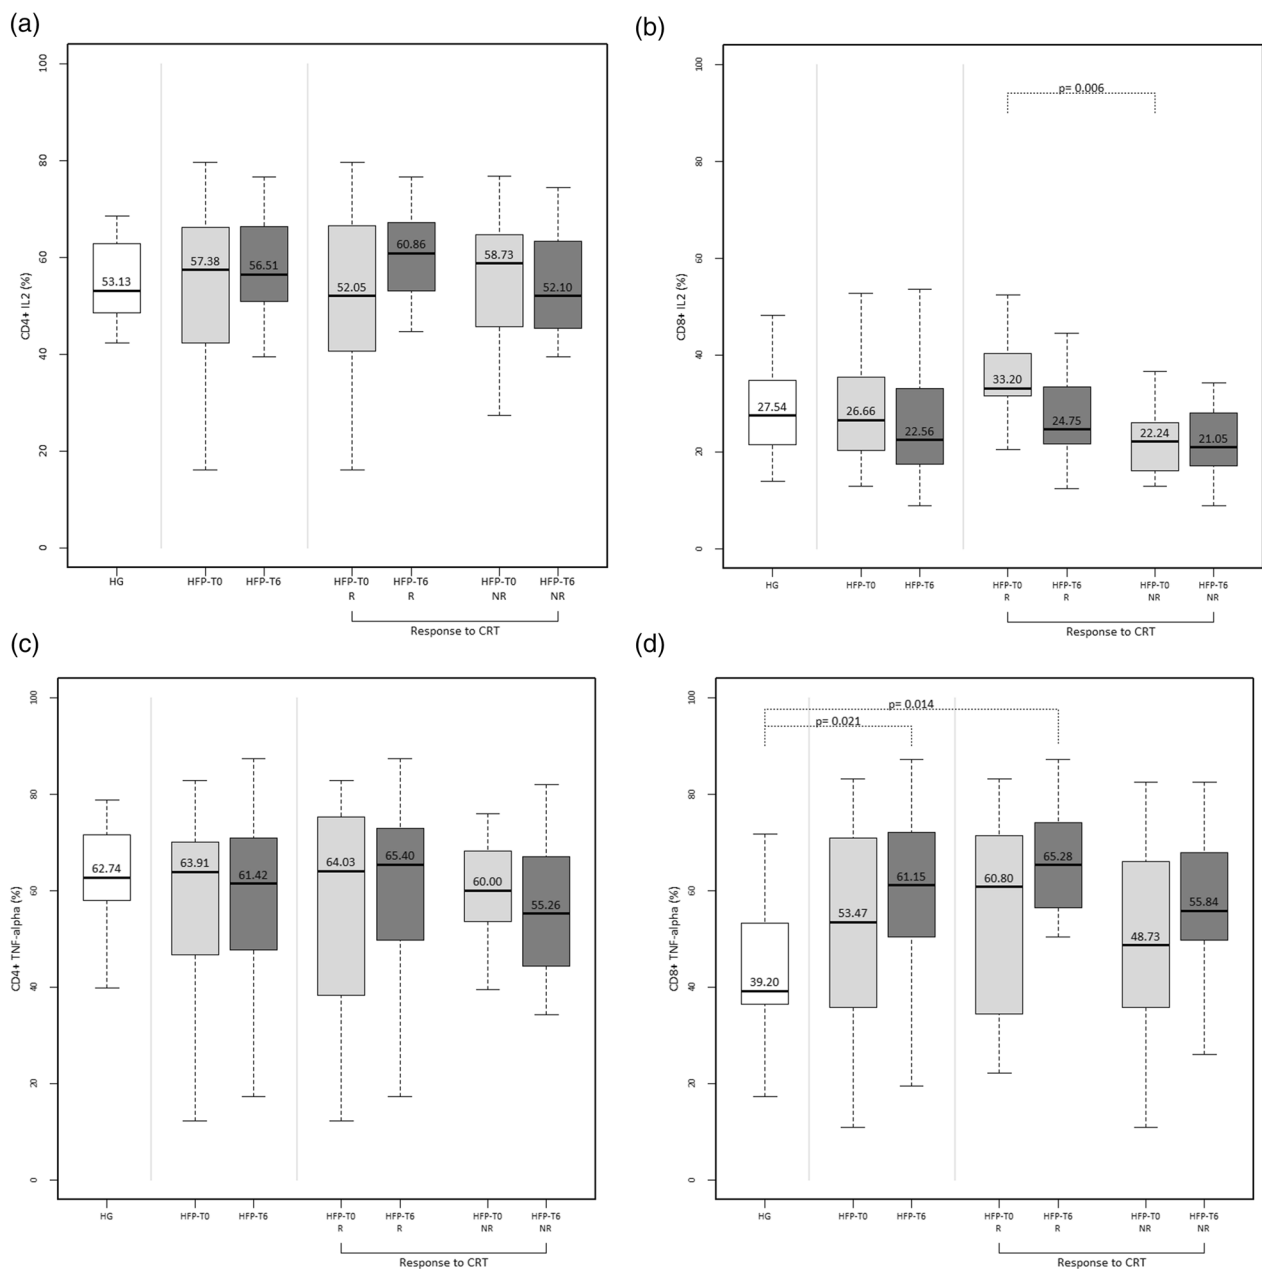 (a)
100
80
60
40
20
0
CD4+ IL2 (%)
53.13
57.38
56.51
52.05
60.86
58.73
52.10
HG
HFP-T0
HFP-T6
HFP-T0
R
HFP-T6
R
HFP-T0
NR
HFP-T6
NR
Response to CRT
(b)
100
80
60
40
20
0
CD8+ IL2 (%)
p= 0.006
27.54
26.66
22.56
33.20
24.75
22.24
21.05
HG
HFP-T0
HFP-T6
HFP-T0
R
HFP-T6
R
HFP-T0
NR
HFP-T6
NR
Response to CRT
(c)
100
80
60
40
20
0
CD4+ TNF-alpha (%)
62.74
63.91
61.42
64.03
65.40
60.00
55.26
HG
HFP-T0
HFP-T6
HFP-T0
R
HFP-T6
R
HFP-T0
NR
HFP-T6
NR
Response to CRT
(d)
100
80
60
40
20
0
CD8+ TNF-alpha (%)
p= 0.014
p= 0.021
39.20
53.47
61.15
60.80
65.28
48.73
55.84
HG
HFP-T0
HFP-T6
HFP-T0
R
HFP-T6
R
HFP-T0
NR
HFP-T6
NR
Response to CRT